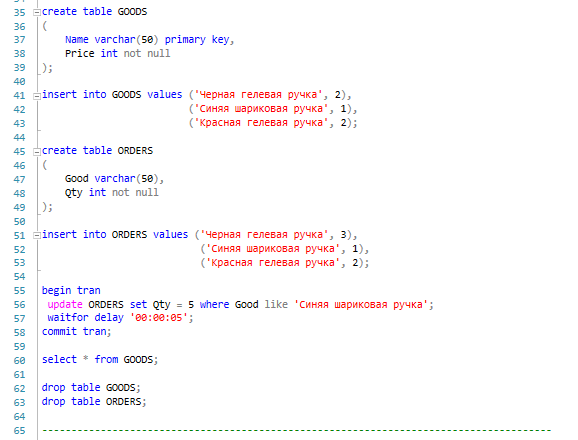 34
35 create table GOODS
36 (
37 Name varchar(50) primary key,
38 Price int not null
39 );
40
41 insert into GOODS values ('Черная гелевая ручка', 2),
42 ('Синяя шариковая ручка', 1),
43 ('Красная гелевая ручка', 2);
44
45 create table ORDERS
46 (
47 Good varchar(50),
48 Qty int not null
49 );
50
51 insert into ORDERS values ('Черная гелевая ручка', 3),
52 ('Синяя шариковая ручка', 1),
53 ('Красная гелевая ручка', 2);
54
55 begin tran
56 update ORDERS set Qty = 5 where Good like 'Синяя шариковая ручка';
57 waitfor delay '00:00:05';
58 commit tran;
59
60 select * from GOODS;
61
62 drop table GOODS;
63 drop table ORDERS;
64
65 ----------------------------------------------------------------------------------------